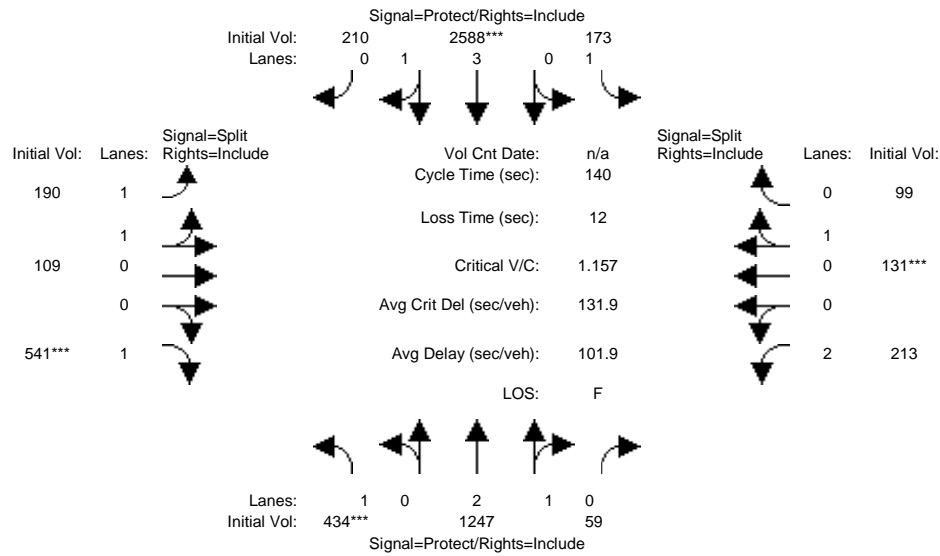 Signal=Protect/Rights=Include
Initial Vol: 210 2588*** 173
Lanes: 0 1 3 0 1
Signal=Split
Initial Vol: Lanes: Rights=Include
Vol Cnt Date: n/a
Signal=Split
Rights=Include Lanes: Initial Vol:
Cycle Time (sec): 140
190 1 0 99
Loss Time (sec): 12
1 1
109 0 Critical V/C: 1.157 0 131***
0 Avg Crit Del (sec/veh): 131.9 0
541*** 1 Avg Delay (sec/veh): 101.9 2 213
LOS: F
Lanes: 1 0 2 1 0
Initial Vol: 434*** 1247 59
Signal=Protect/Rights=Include